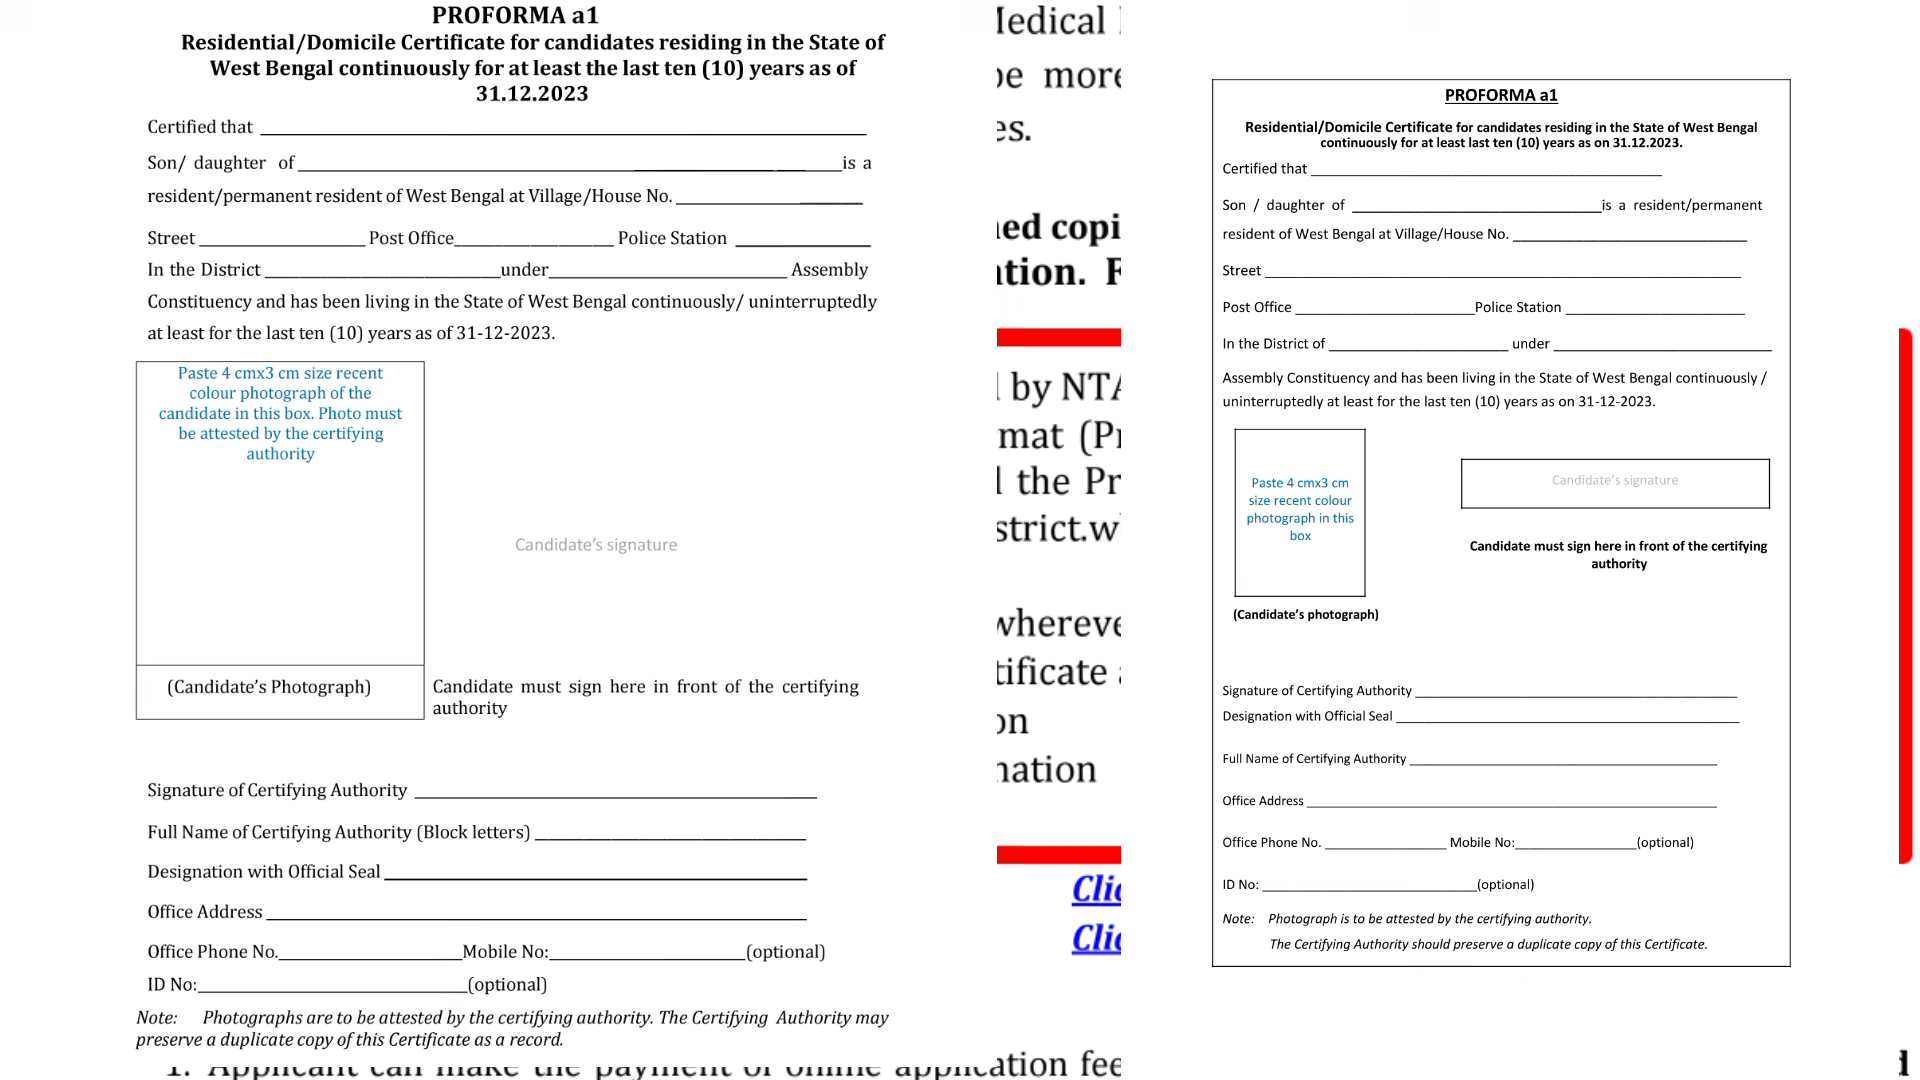 PROFORMA a1
Residential/Domicile Certificate for candidates residing in the State of
West Bengal continuously for at least the last ten (10) years as of
31.12.2023
Certified that
Son/ daughter of is a
resident/permanent resident of West Bengal at Village/House No.
Street Post Office Police Station
In the District under Assembly
Constituency and has been living in the State of West Bengal continuously/ uninterruptedly
at least for the last ten (10) years as of 31-12-2023.
Paste 4 cmx3 cm size recent
colour photograph of the
candidate in this box. Photo must
be attested by the certifying
authority
Candidate's signature
(Candidate's Photograph)
Candidate must sign here in front of the certifying
authority
Signature of Certifying Authority
Full Name of Certifying Authority (Block letters)
Designation with Official Seal
Office Address
Office Phone No. Mobile No: (optional)
ID No: (optional)
Note: Photographs are to be attested by the certifying authority. The Certifying Authority may
preserve a duplicate copy of this Certificate as a record.
1. Applicant can make the payment of online application fee
edical
be more
es.
ned copi
tion. F
by NTA
mat (Pr
the Pr
strict.w
whereve
tificate
on
nation
Clic
Clic
PROFORMA a1
Residential/Domicile Certificate for candidates residing in the State of West Bengal
continuously for at least last ten (10) years as on 31.12.2023.
Certified that
Son / daughter of is a resident/permanent
resident of West Bengal at Village/House No.
Street
Post Office Police Station
In the District of under
Assembly Constituency and has been living in the State of West Bengal continuously /
uninterruptedly at least for the last ten (10) years as on 31-12-2023.
Paste 4 cmx3 cm
size recent colour
photograph in this
box
Candidate's signature
Candidate must sign here in front of the certifying
authority
(Candidate's photograph)
Signature of Certifying Authority
Designation with Official Seal
Full Name of Certifying Authority
Office Address
Office Phone No. Mobile No: (optional)
ID No: (optional)
Note: Photograph is to be attested by the certifying authority.
The Certifying Authority should preserve a duplicate copy of this Certificate.